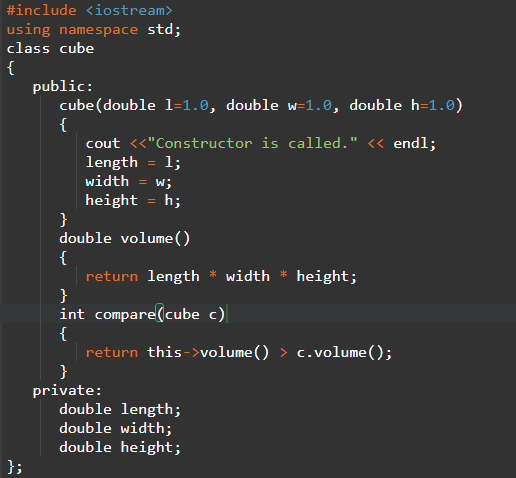 #include <iostream>
using namespace std;
class cube
{
   public:
      cube(double l=1.0, double w=1.0, double h=1.0)
      {
         cout <<"Constructor is called." << endl;
         length = l;
         width = w;
         height = h;
      }
      double volume()
      {
         return length * width * height;
      }
      int compare(cube c)
      {
         return this->volume() > c.volume();
      }
   private:
      double length;
      double width;
      double height;
};